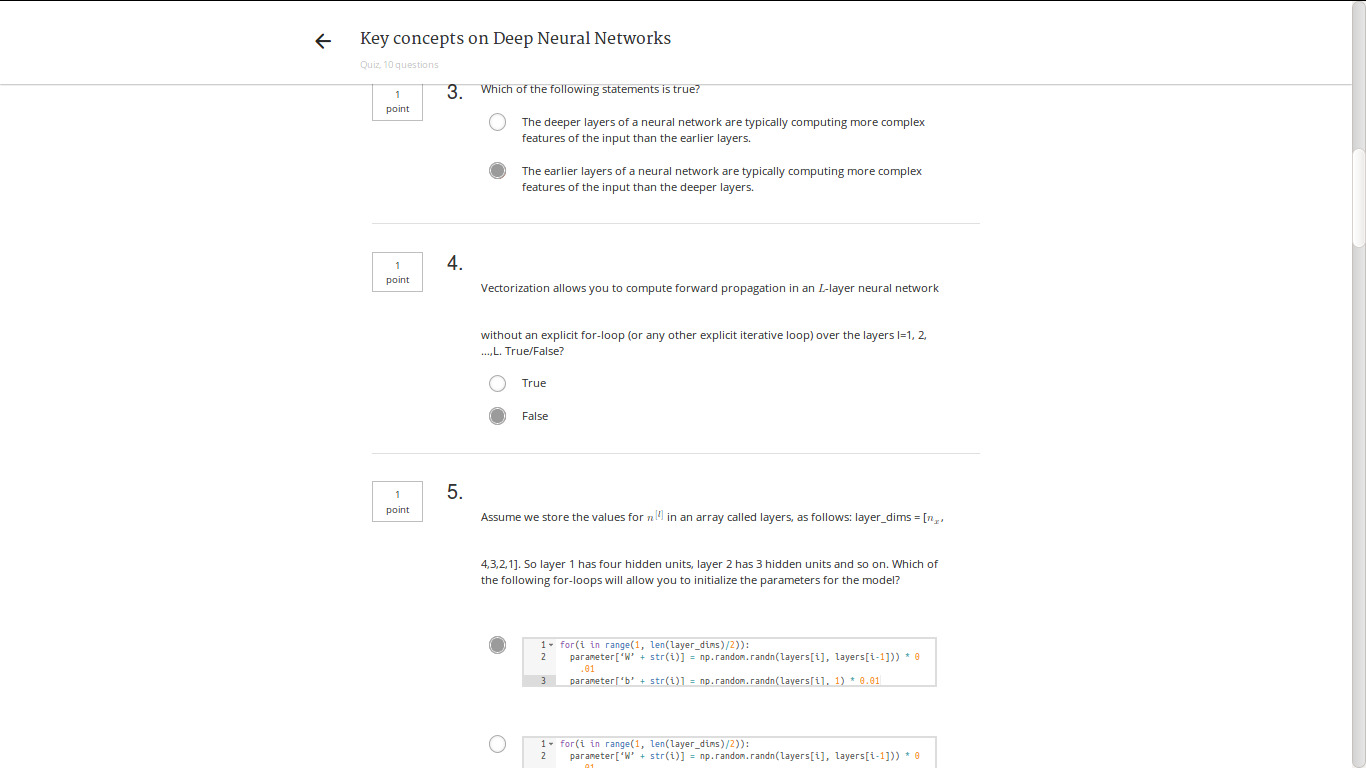 Key concepts on Deep Neural Networks
Quiz, 10 questions
1
point
3.
Which of the following statements is true?
The deeper layers of a neural network are typically computing more complex
features of the input than the earlier layers.
The earlier layers of a neural network are typically computing more complex
features of the input than the deeper layers.
1
point
4.
Vectorization allows you to compute forward propagation in an L-layer neural network
without an explicit for-loop (or any other explicit iterative loop) over the layers l=1, 2,
…,L. True/False?
True
False
1
point
5.
Assume we store the values for n^[l] in an array called layers, as follows: layer_dims = [n_x,
4,3,2,1]. So layer 1 has four hidden units, layer 2 has 3 hidden units and so on. Which of
the following for-loops will allow you to initialize the parameters for the model?
1 for(i in range(1, len(layer_dims)/2)):
2 parameter[‘W’ + str(i)] = np.random.randn(layers[i], layers[i-1])) * 0
.01
3 parameter[‘b’ + str(i)] = np.random.randn(layers[i], 1) * 0.01
1 for(i in range(1, len(layer_dims)/2)):
2 parameter[‘W’ + str(i)] = np.random.randn(layers[i], layers[i-1])) * 0
.01